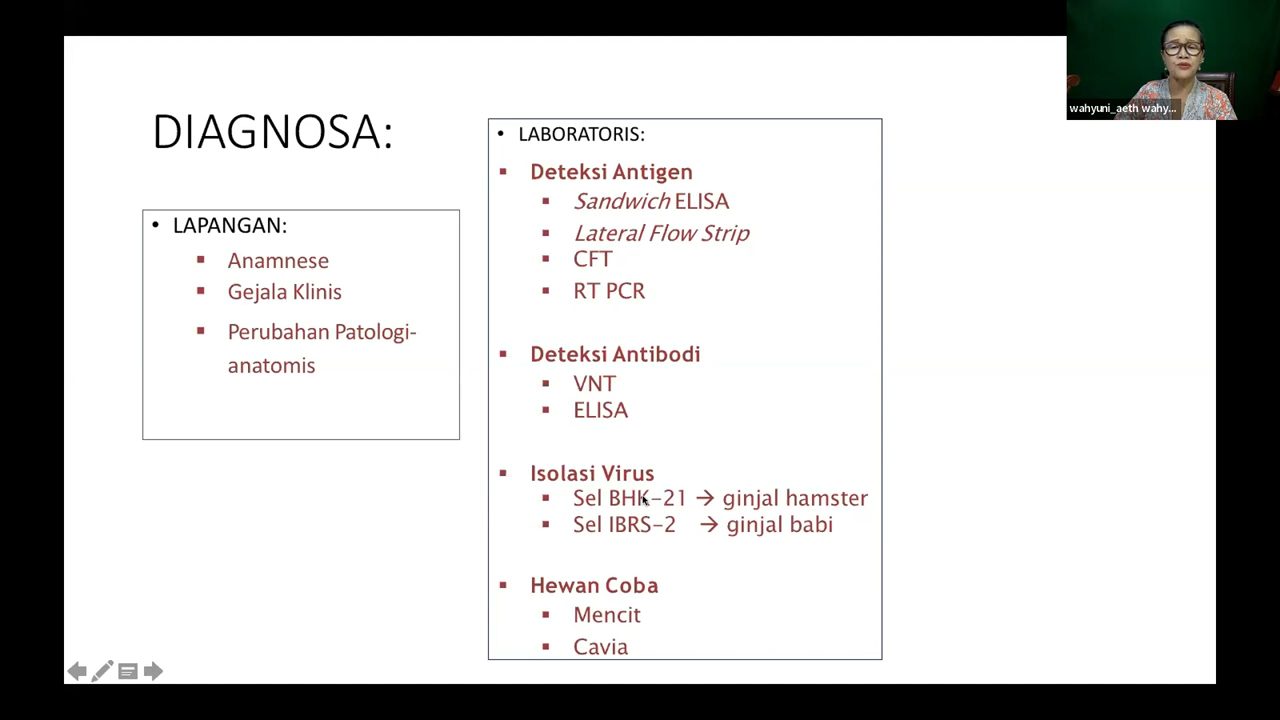 DIAGNOSA:
• LAPANGAN:
▪ Anamnese
▪ Gejala Klinis
▪ Perubahan Patologi-
anatomis
• LABORATORIS:
▪ Deteksi Antigen
▪ Sandwich ELISA
▪ Lateral Flow Strip
▪ CFT
▪ RT PCR
▪ Deteksi Antibodi
▪ VNT
▪ ELISA
▪ Isolasi Virus
▪ Sel BHK-21 → ginjal hamster
▪ Sel IBRS-2 → ginjal babi
▪ Hewan Coba
▪ Mencit
▪ Cavia
wahyuni_aeth wahy...